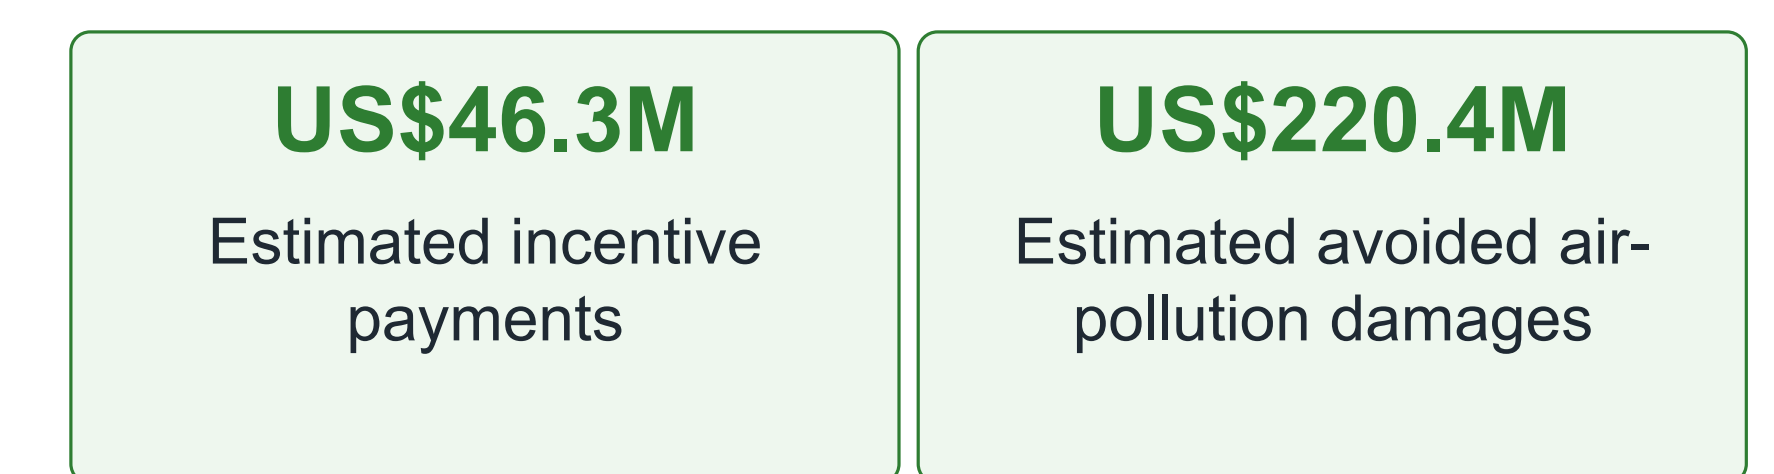 US$46.3M
Estimated incentive
payments
US$220.4M
Estimated avoided air-
pollution damages